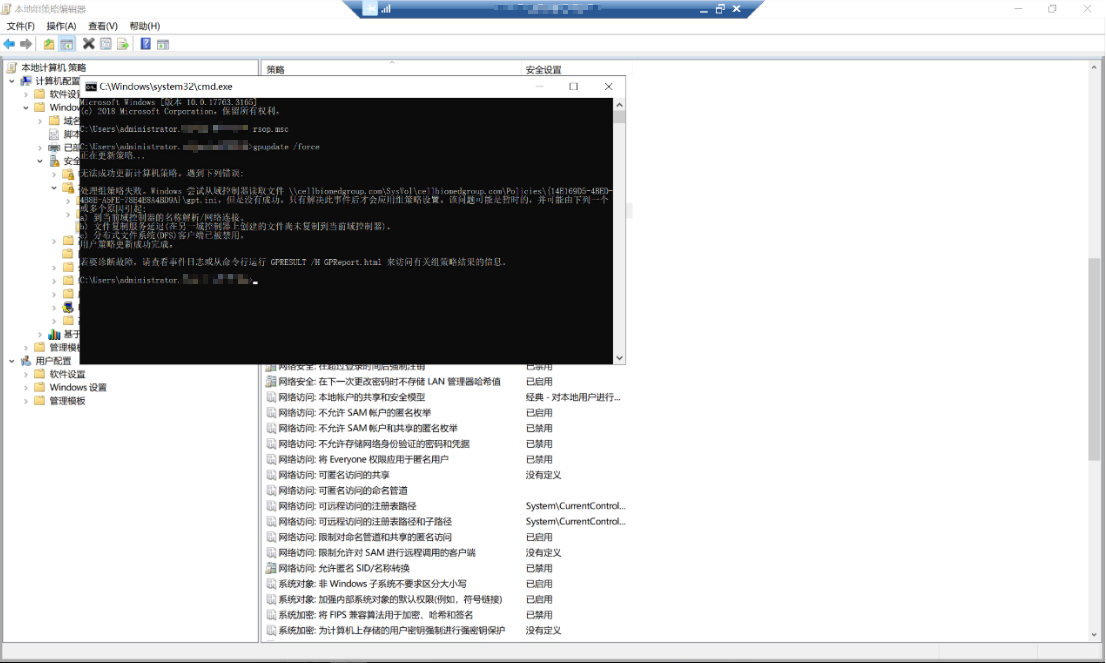 本地组策略编辑器
文件(F) 操作(A) 查看(V) 帮助(H)
本地计算机 策略
计算机配置
软件设
Windov
域名
脚本
已部
安全
基于
管理模板
用户配置
软件设置
Windows 设置
管理模板
策略 安全设置
C:\Windows\system32\cmd.exe
Microsoft Windows [版本 10.0.17763.3165]
(c) 2018 Microsoft Corporation。保留所有权利。
C:\Users\administrator. rsop.msc
C:\Users\administrator. >gpupdate /force
正在更新策略...
无法成功更新计算机策略。遇到下列错误:
处理组策略失败。Windows 尝试从域控制器读取文件 \\cellbiomedgroup.com\SysVol\cellbiomedgroup.com\Policies\{14E169D5-4BED-
4B8E-A5FE-78E4E8A4BD9A}\gpt.ini，但是没有成功。只有解决此事件后才会应用组策略设置。该问题可能是暂时的，并可能由下列一个
或多个原因引起:
a) 到当前域控制器的名称解析/网络连接。
b) 文件复制服务延迟(在另一域控制器上创建的文件尚未复制到当前域控制器)。
c) 分布式文件系统(DFS)客户端已被禁用。
用户策略更新成功完成。
若要诊断故障，请查看事件日志或从命令行运行 GPRESULT /H GPReport.html 来访问有关组策略结果的信息。
C:\Users\administrator.
网络安全: 在超过登录时间后强制注销 已禁用
网络安全: 在下一次更改密码时不存储 LAN 管理器哈希值 已启用
网络访问: 本地帐户的共享和安全模型 经典 - 对本地用户进行...
网络访问: 不允许 SAM 帐户的匿名枚举 已启用
网络访问: 不允许 SAM 帐户和共享的匿名枚举 已禁用
网络访问: 不允许存储网络身份验证的密码和凭据 已禁用
网络访问: 将 Everyone 权限应用于匿名用户 已禁用
网络访问: 可匿名访问的共享 没有定义
网络访问: 可匿名访问的命名管道
网络访问: 可远程访问的注册表路径 System\CurrentControl...
网络访问: 可远程访问的注册表路径和子路径 System\CurrentControl...
网络访问: 限制对命名管道和共享的匿名访问 已启用
网络访问: 限制允许对 SAM 进行远程调用的客户端 没有定义
网络访问: 允许匿名 SID/名称转换 已禁用
系统对象: 非 Windows 子系统不要求区分大小写 已启用
系统对象: 加强内部系统对象的默认权限(例如，符号链接) 已启用
系统加密: 将 FIPS 兼容算法用于加密、哈希和签名 已禁用
系统加密: 为计算机上存储的用户密钥强制进行强密钥保护 没有定义